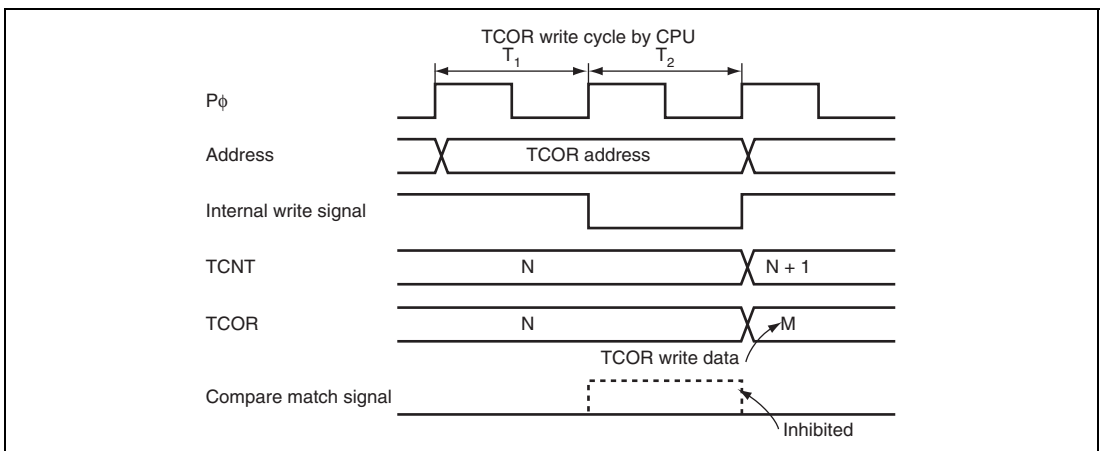 TCOR write cycle by CPU
T1 T2
Pϕ
Address TCOR address
Internal write signal
TCNT N N + 1
TCOR N M
TCOR write data
Compare match signal
Inhibited